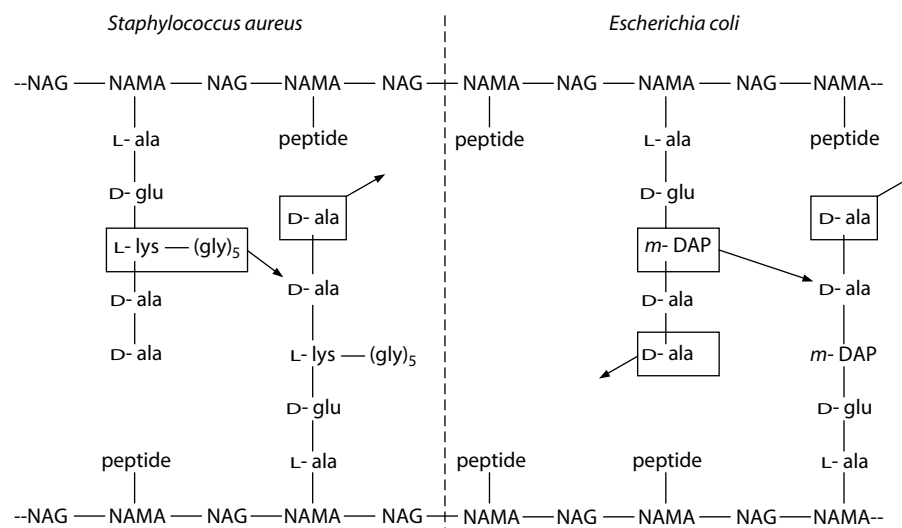 Staphylococcus aureus Escherichia coli
--NAG NAMA NAG NAMA NAG NAMA NAG NAMA NAG NAMA--
L- ala peptide peptide L- ala peptide
D- glu D- glu
D- ala D- ala
L- lys (gly)5 m- DAP
D- ala D- ala D- ala D- ala
D- ala L- lys (gly)5 D- ala m- DAP
D- glu D- glu
peptide L- ala peptide peptide L- ala
--NAG NAMA NAG NAMA NAG NAMA NAG NAMA NAG NAMA--